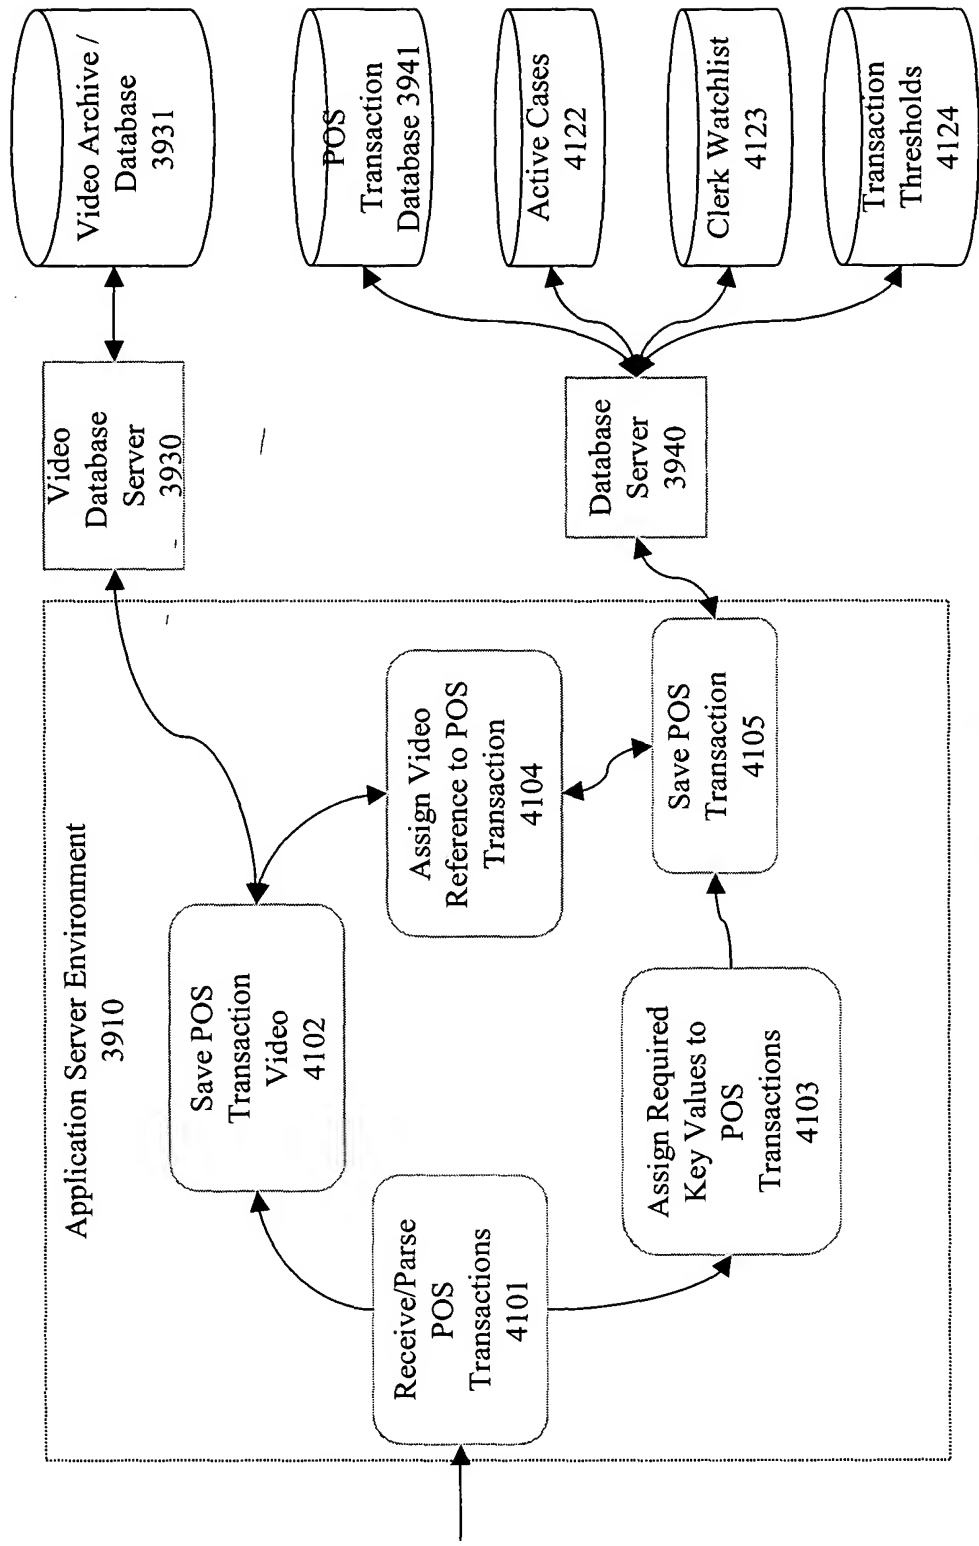 Application Server Environment
3910
Receive/Parse
POS
Transactions
4101
Save POS
Transaction
Video
4102
Assign Required
Key Values to
POS
Transactions
4103
Assign Video
Reference to POS
Transaction
4104
Save POS
Transaction
4105
Video
Database
Server
3930
Database
Server
3940
Video Archive /
Database
3931
POS
Transaction
Database 3941
Active Cases
4122
Clerk Watchlist
4123
Transaction
Thresholds
4124